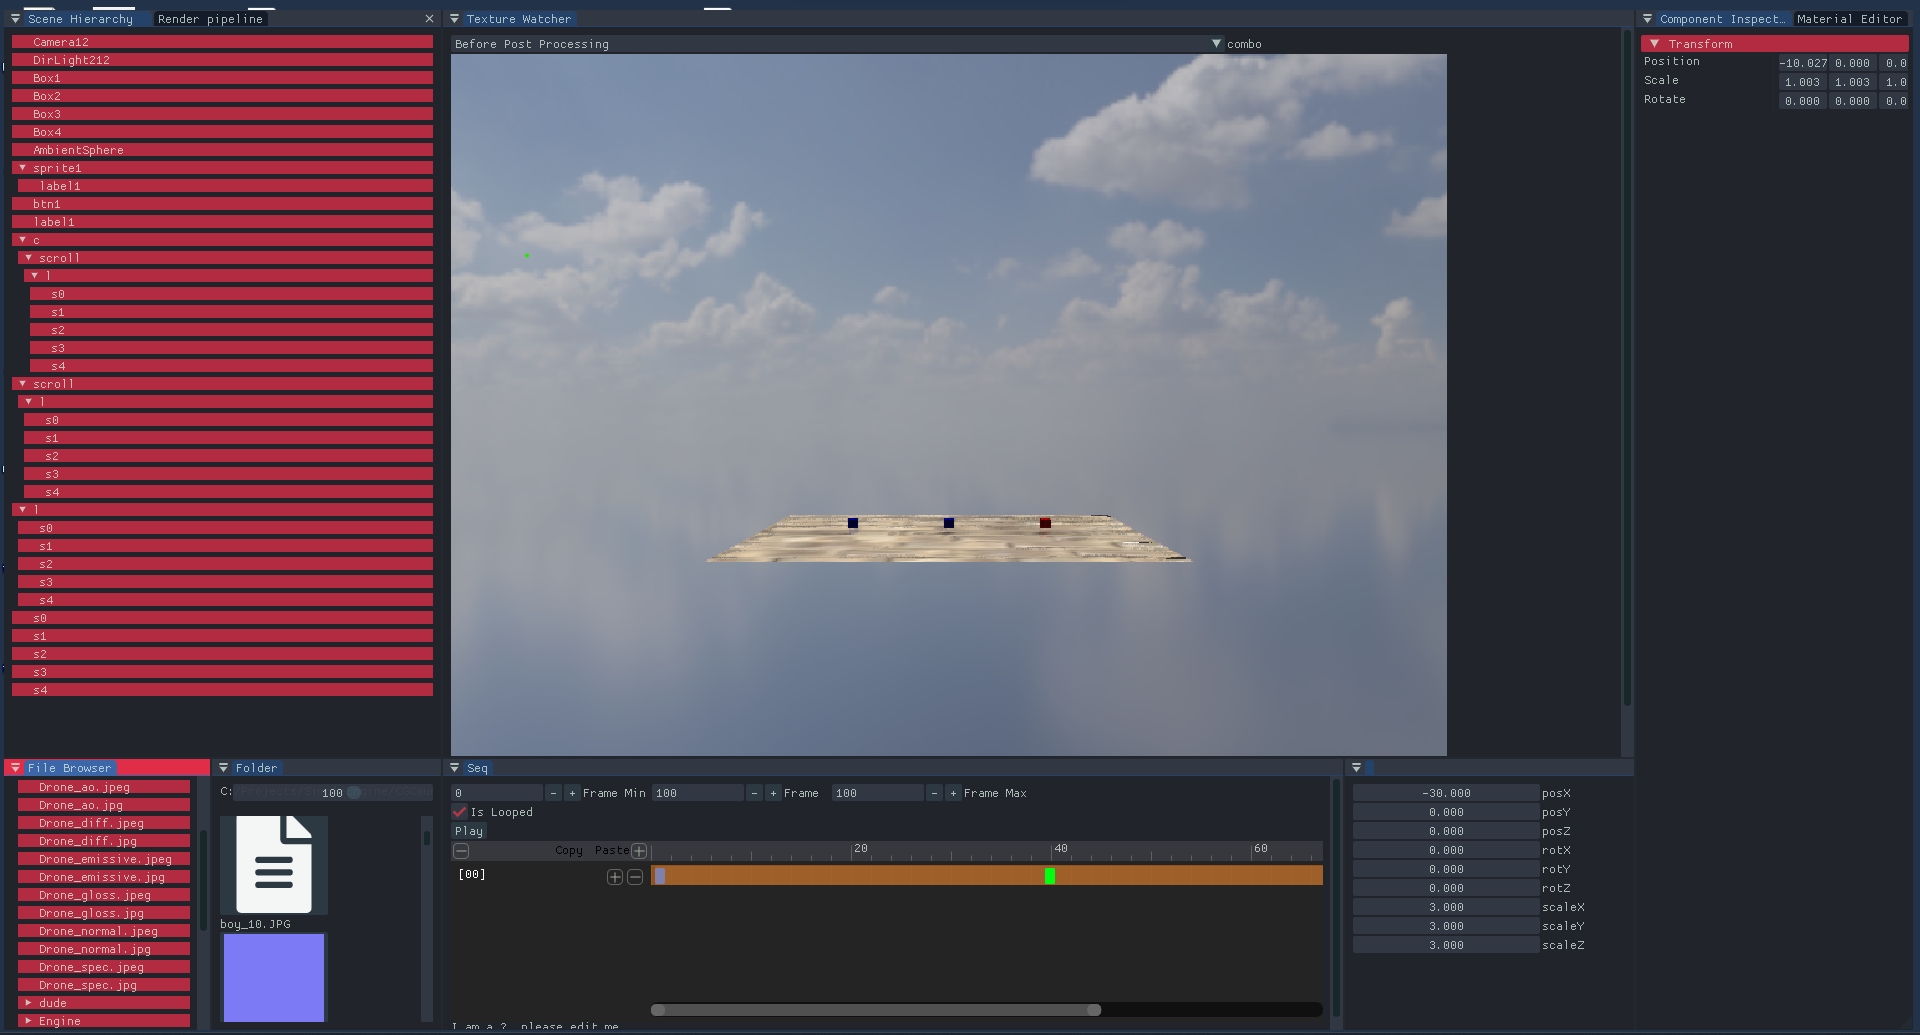 Scene Hierarchy
Render pipeline
Camera12
DirLight212
Box1
Box2
Box3
Box4
AmbientSphere
sprite1
label1
btn1
label1
c
scroll
l
s0
s1
s2
s3
s4
scroll
l
s0
s1
s2
s3
s4
l
s0
s1
s2
s3
s4
s0
s1
s2
s3
s4
Texture Watcher
Before Post Processing combo
Component Inspect...
Material Editor
Transform
Position -10.027 0.000 0.0
Scale 1.003 1.003 1.0
Rotate 0.000 0.000 0.0
File Browser
Drone_ao.jpeg
Drone_ao.jpg
Drone_diff.jpeg
Drone_diff.jpg
Drone_emissive.jpeg
Drone_emissive.jpg
Drone_gloss.jpeg
Drone_gloss.jpg
Drone_normal.jpeg
Drone_normal.jpg
Drone_spec.jpeg
Drone_spec.jpg
dude
Engine
Folder
C: 100
boy_10.JPG
Seq
0 - + Frame Min 100 - + Frame 100 - + Frame Max
Is Looped
Play
Copy Paste 20 40 60
[00]
I am a ?, please edit me
-30.000 posX
0.000 posY
0.000 posZ
0.000 rotX
0.000 rotY
0.000 rotZ
3.000 scaleX
3.000 scaleY
3.000 scaleZ